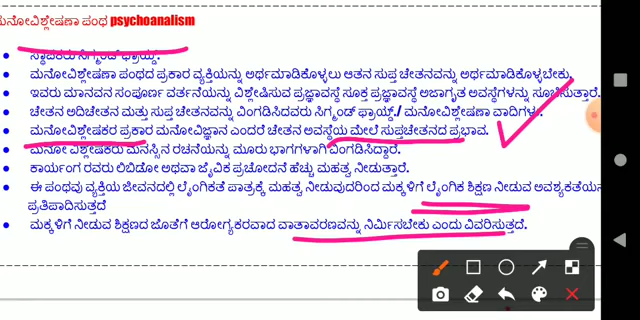 ಮನೋವಿಶ್ಲೇಷಣಾ ಪಂಥ psychoanalism
ಸ್ಥಾಪಕರು ಸಿಗ್ಮಂಡ್ ಫ್ರಾಯ್ಡ್.
ಮನೋವಿಶ್ಲೇಷಣಾ ಪಂಥದ ಪ್ರಕಾರ ವ್ಯಕ್ತಿಯನ್ನು ಅರ್ಥಮಾಡಿಕೊಳ್ಳಲು ಆತನ ಸುಪ್ತ ಚೇತನವನ್ನು ಅರ್ಥಮಾಡಿಕೊಳ್ಳಬೇಕು.
ಇವರು ಮಾನವನ ಸಂಪೂರ್ಣ ವರ್ತನೆಯನ್ನು ವಿಶ್ಲೇಷಿಸುವ ಪ್ರಜ್ಞಾವಸ್ಥೆ ಸೂಕ್ತ ಪ್ರಜ್ಞಾವಸ್ಥೆ ಅಜಾಗೃತ ಅವಸ್ಥೆಗಳನ್ನು ಸೂಚಿಸುತ್ತಾರೆ.
ಚೇತನ ಅದಿಚೇತನ ಮತ್ತು ಸುಪ್ತಚೇತನವನ್ನು ವಿಂಗಡಿಸಿದವರು ಸಿಗ್ಮಂಡ್ ಫ್ರಾಯ್ಡ್./ ಮನೋವಿಶ್ಲೇಷಣಾ ವಾದಿಗಳು.
ಮನೋವಿಶ್ಲೇಷಕರ ಪ್ರಕಾರ ಮನೋವಿಜ್ಞಾನ ಎಂದರೆ ಚೇತನ ಅವಸ್ಥೆಯ ಮೇಲೆ ಸುಪ್ತಚೇತನದ ಪ್ರಭಾವ.
ಮನೋ ವಿಶ್ಲೇಷಕರು ಮನಸ್ಸಿನ ರಚನೆಯನ್ನು ಮೂರು ಭಾಗಗಳಾಗಿ ವಿಂಗಡಿಸಿದ್ದಾರೆ.
ಕಾರ್ಯಂಗ ರವರು ಲಿಬಿಡೋ ಅಥವಾ ಜೈವಿಕ ಪ್ರಚೋದನೆ ಹೆಚ್ಚು ಮಹತ್ವ ನೀಡುತ್ತಾರೆ.
ಈ ಪಂಥವು ವ್ಯಕ್ತಿಯ ಜೀವನದಲ್ಲಿ ಲೈಂಗಿಕತೆ ಪಾತ್ರಕ್ಕೆ ಮಹತ್ವ ನೀಡುವುದರಿಂದ ಮಕ್ಕಳಿಗೆ ಲೈಂಗಿಕ ಶಿಕ್ಷಣ ನೀಡುವ ಅವಶ್ಯಕತೆಯ
ಪ್ರತಿಪಾದಿಸುತ್ತದೆ
ಮಕ್ಕಳಿಗೆ ನೀಡುವ ಶಿಕ್ಷಣದ ಜೊತೆಗೆ ಆರೋಗ್ಯಕರವಾದ ವಾತಾವರಣವನ್ನು ನಿರ್ಮಿಸಬೇಕು ಎಂದು ವಿವರಿಸುತ್ತದೆ.